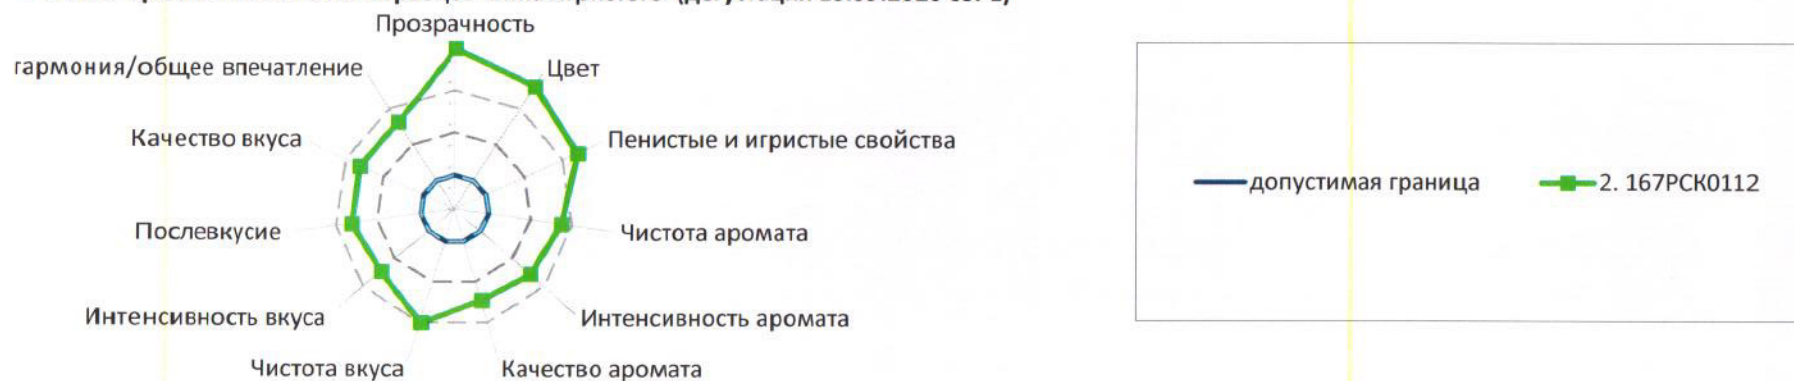 Прозрачность
гармония/общее впечатление
Цвет
Качество вкуса
Пенистые и игристые свойства
допустимая граница
2. 167РСК0112
Послевкусие
Чистота аромата
Интенсивность вкуса
Интенсивность аромата
Чистота вкуса
Качество аромата